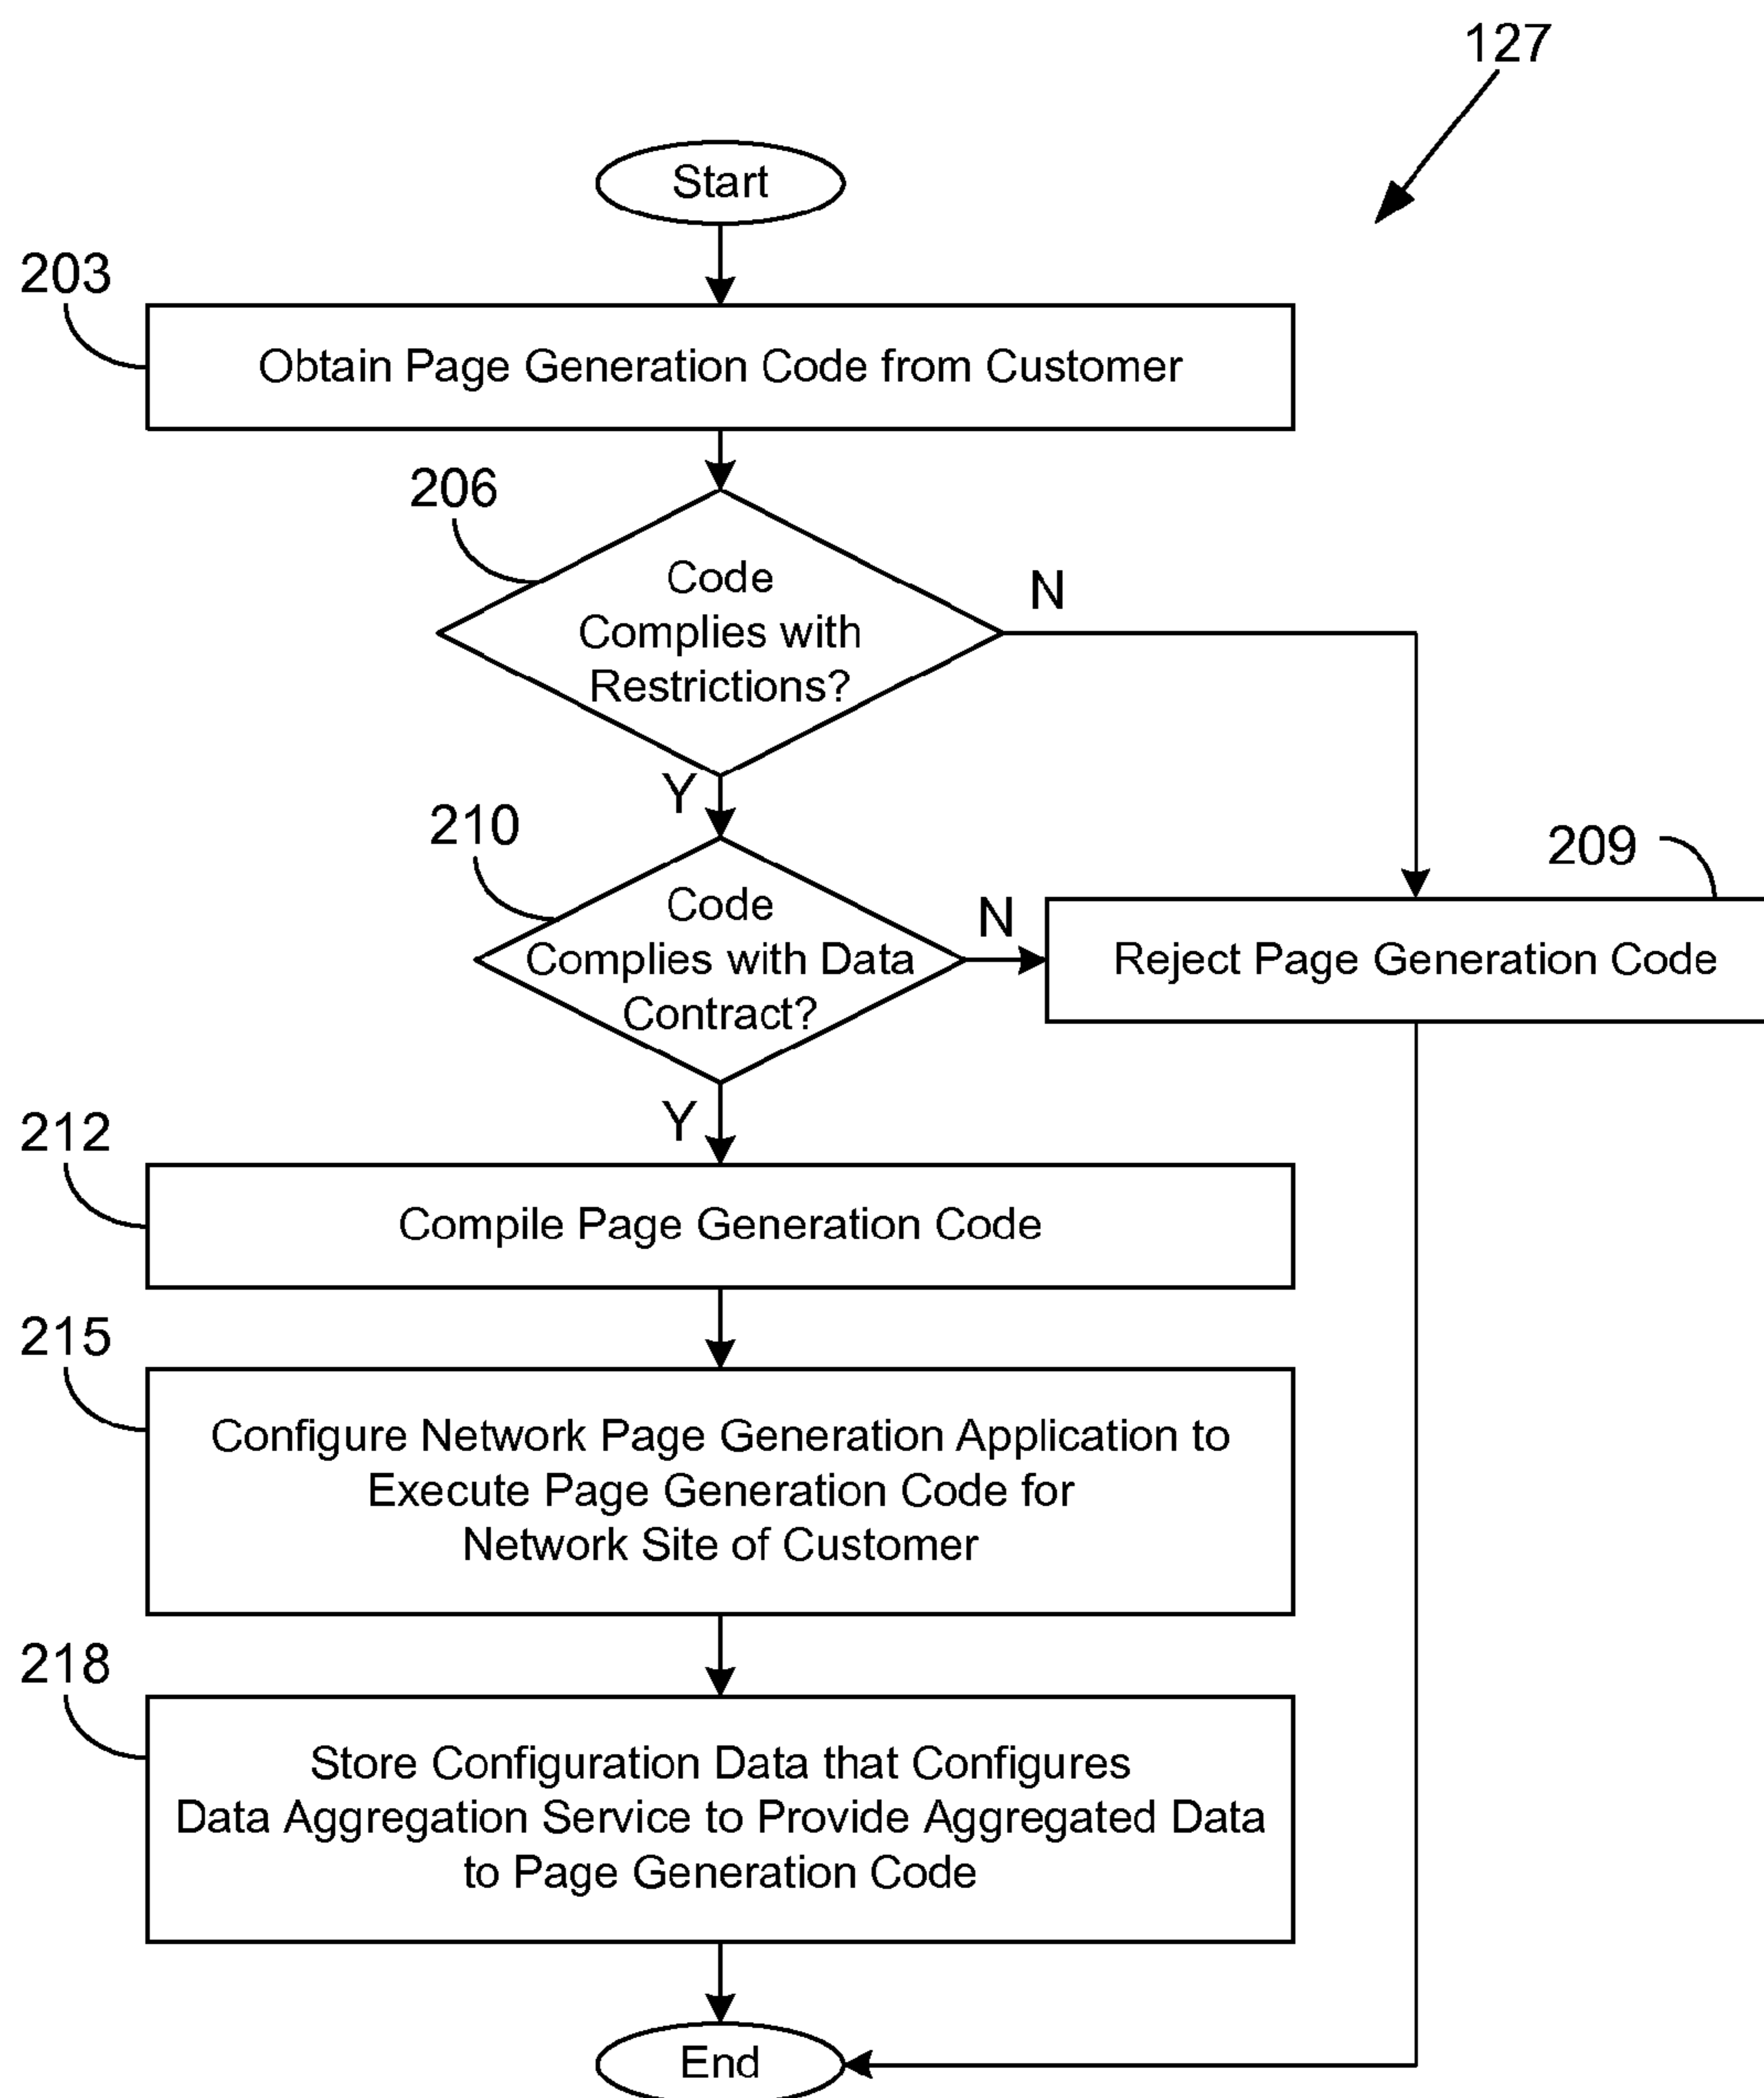 127
Start
203
Obtain Page Generation Code from Customer
206
Code
Complies with
Restrictions?
N
Y
210
Code
Complies with Data
Contract?
N
209
Reject Page Generation Code
Y
212
Compile Page Generation Code
215
Configure Network Page Generation Application to
Execute Page Generation Code for
Network Site of Customer
218
Store Configuration Data that Configures
Data Aggregation Service to Provide Aggregated Data
to Page Generation Code
End